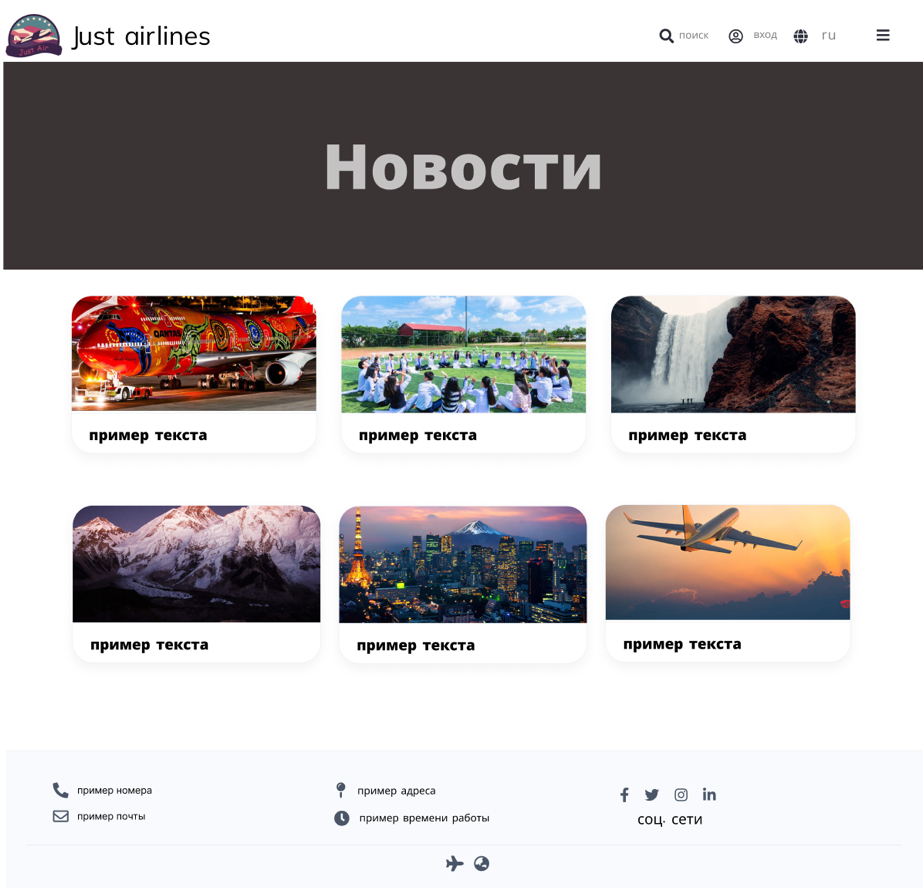 Just Air
Just airlines
поиск
вход
ru
Новости
QANTAS
пример текста
пример текста
пример текста
пример текста
пример текста
пример текста
пример номера
пример адреса
пример почты
пример времени работы
соц. сети